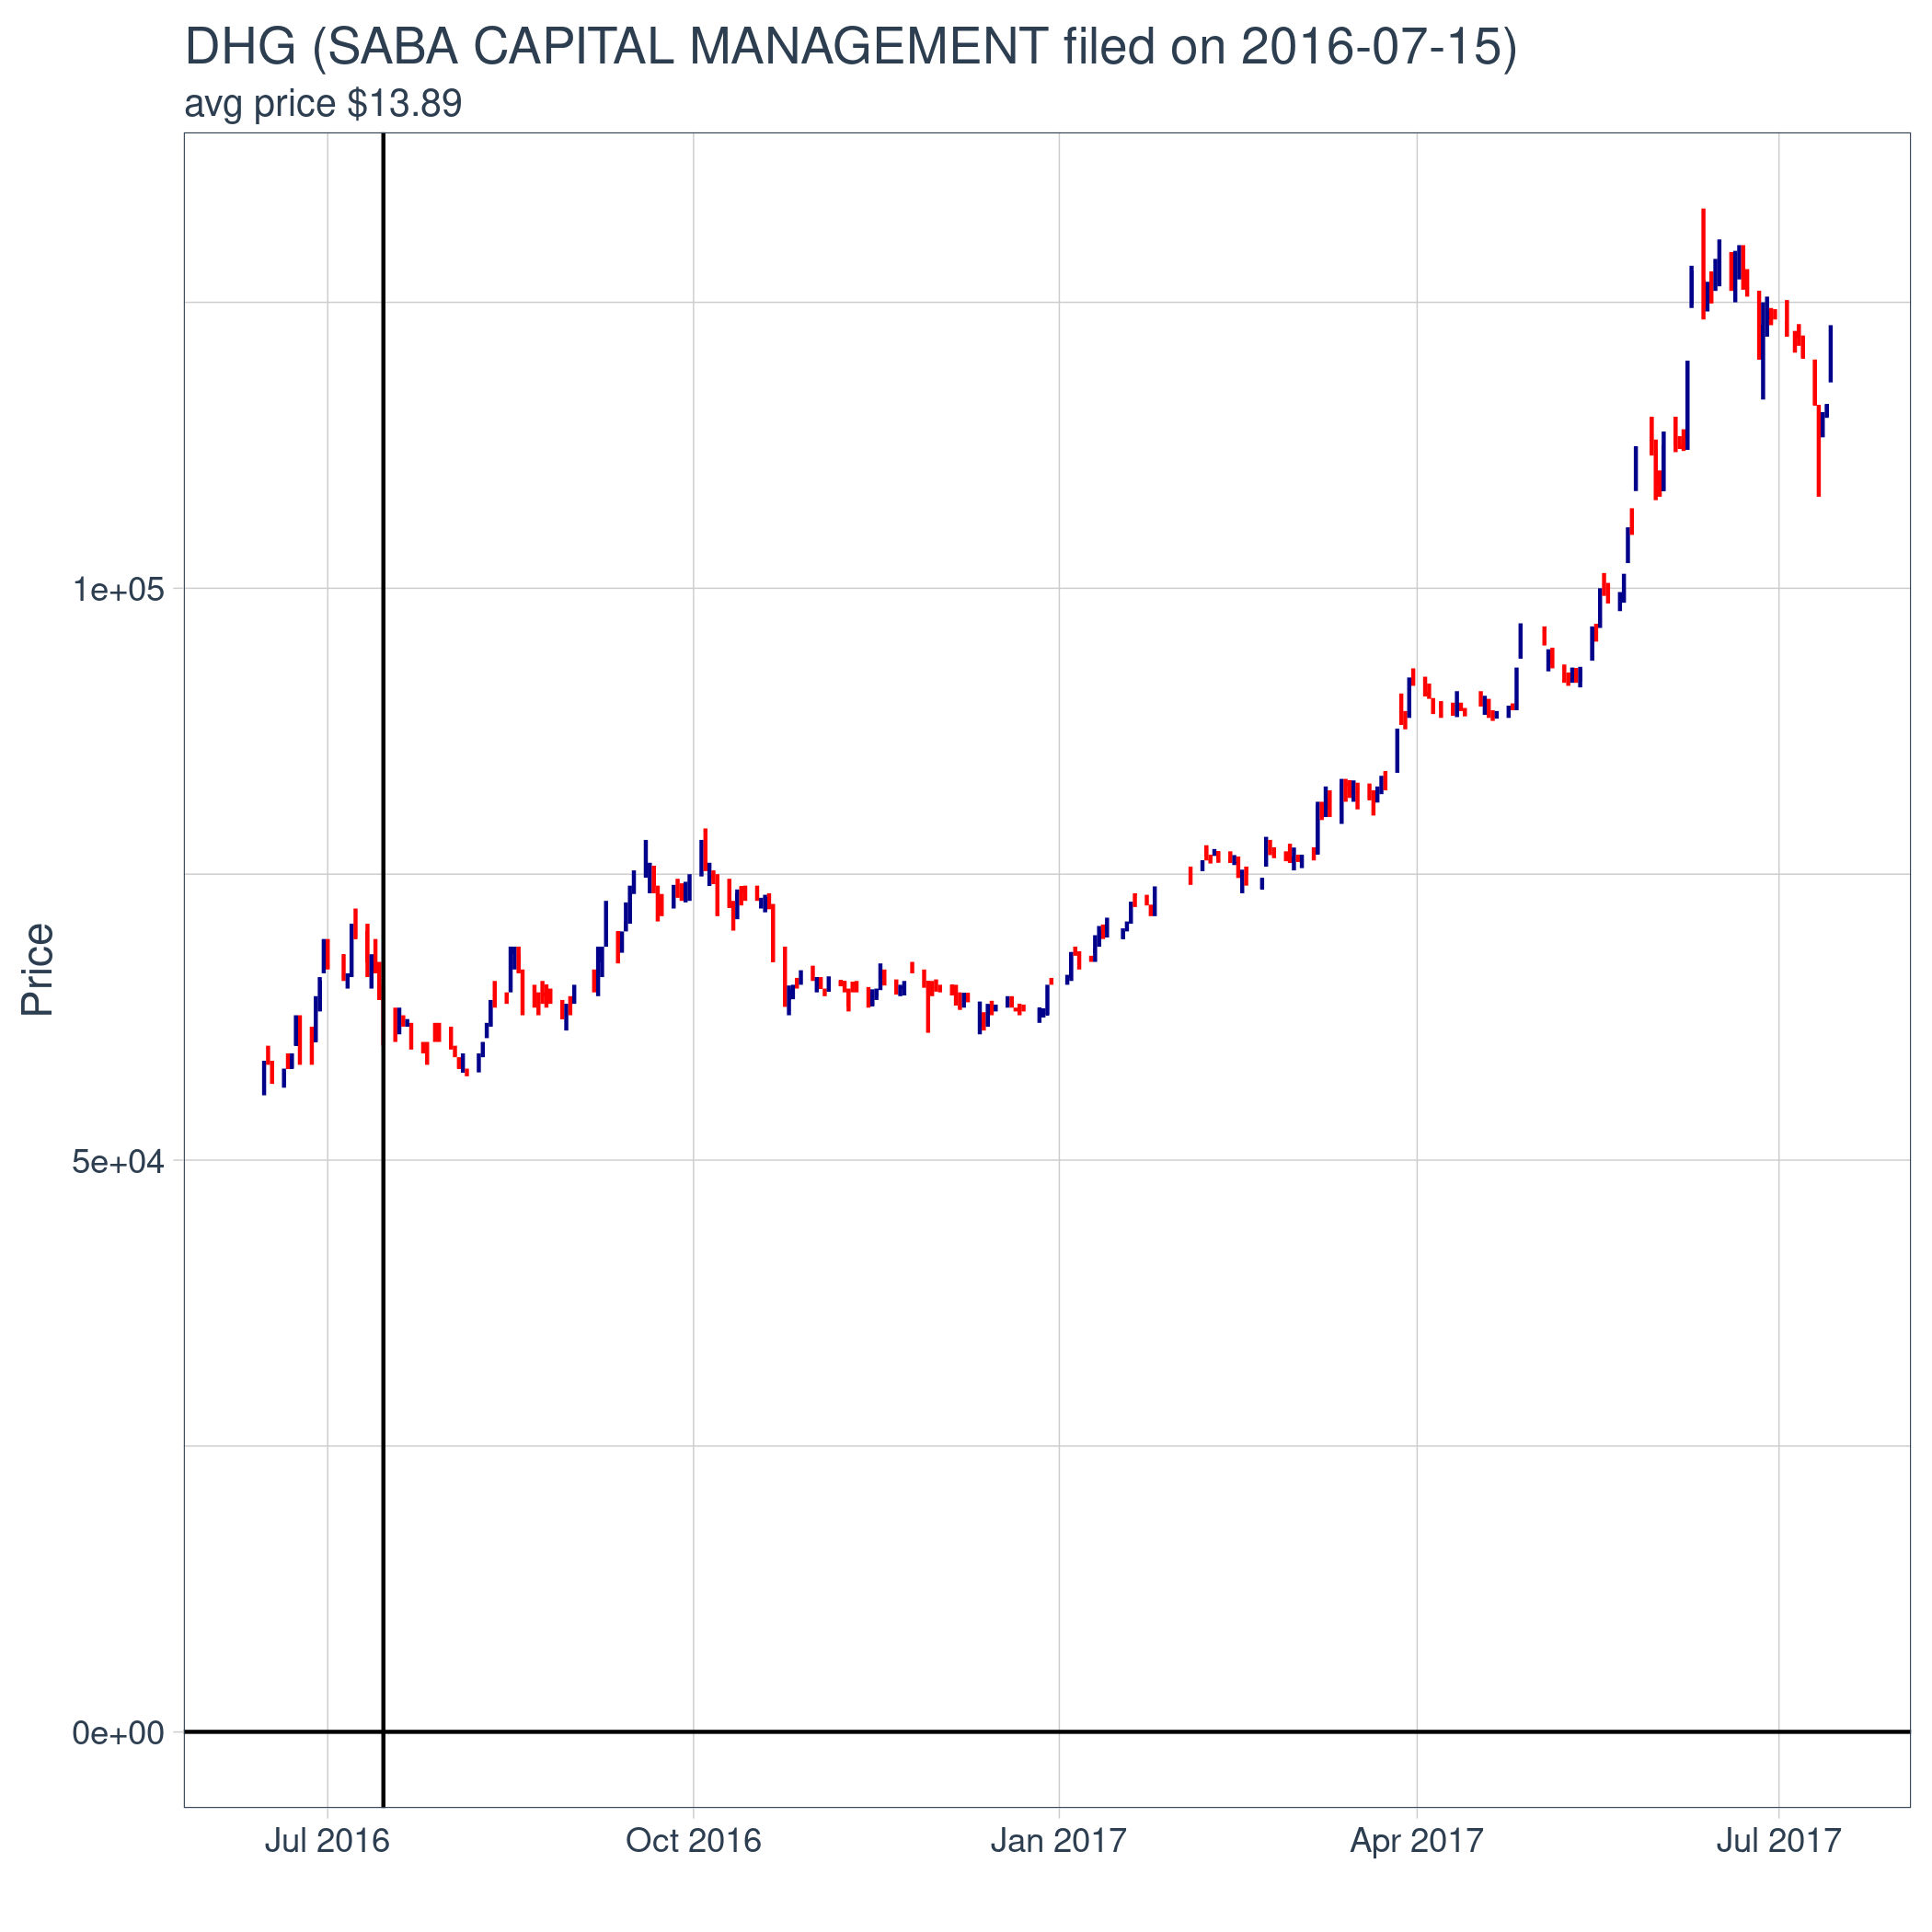 DHG (SABA CAPITAL MANAGEMENT filed on 2016-07-15)
avg price $13.89
Price
1e+05
5e+04
0e+00
Jul 2016
Oct 2016
Jan 2017
Apr 2017
Jul 2017